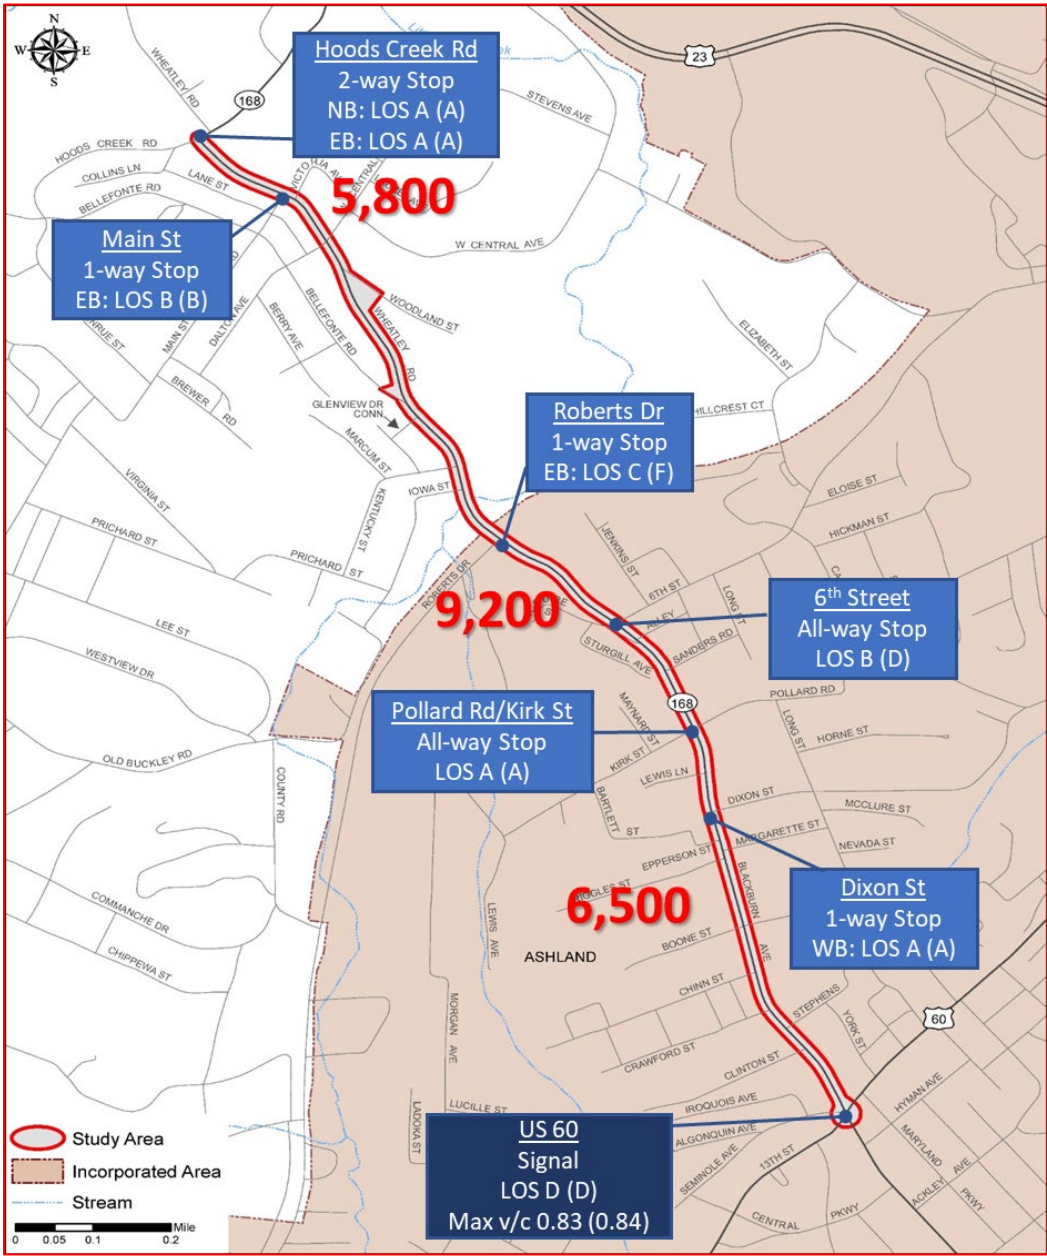 N
W E
S
Hoods Creek Rd
2-way Stop
NB: LOS A (A)
EB: LOS A (A)
23
WHEATLEY RD
168
STEVENS AVE
HOODS CREEK RD
COLLINS LN
LANE ST
BELLEFONTE RD
5,800
W CENTRAL AVE
Main St
1-way Stop
EB: LOS B (B)
MAIN ST
DALTON AVE
BERRY AVE
BELLEFONTE RD
WHEATLEY RD
WOODLAND ST
ELIZABETH ST
BREWER RD
GLENVIEW DR
CONN
MARCUM ST
Roberts Dr
1-way Stop
EB: LOS C (F)
HILLCREST CT
IOWA ST
KENTUCKY ST
VIRGINIA ST
PRICHARD ST
PRICHARD ST
ELOISE ST
HICKMAN ST
JENKINS ST
ROBERTS DR
9,200
6TH ST
ALLEY
LONG ST
SANDERS RD
STURGILL AVE
6th Street
All-way Stop
LOS B (D)
LEE ST
WESTVIEW DR
168
POLLARD RD
Pollard Rd/Kirk St
All-way Stop
LOS A (A)
MAYNARD ST
KIRK ST
LONG ST
HORNE ST
OLD BUCKLEY RD
COUNTY RD
LEWIS LN
BARTLETT ST
DIXON ST
MCCLURE ST
MARGARETTE ST
NEVADA ST
EPPERSON ST
6,500
BLACKBURN AVE
Dixon St
1-way Stop
WB: LOS A (A)
COMMANCHE DR
CHIPPEWA ST
LEWIS AVE
BOONE ST
ASHLAND
CHINN ST
MORGAN AVE
STEPHENS
YORK ST
60
CRAWFORD ST
CLINTON ST
HYMAN AVE
LADOKA ST
LUCILLE ST
IROQUOIS AVE
ALGONQUIN AVE
US 60
Signal
LOS D (D)
Max v/c 0.83 (0.84)
SEMINOLE AVE
13TH ST
MARYLAND PKWY
ACKLEY AVE
CENTRAL PKWY
Study Area
Incorporated Area
Stream
Mile
0 0.05 0.1 0.2